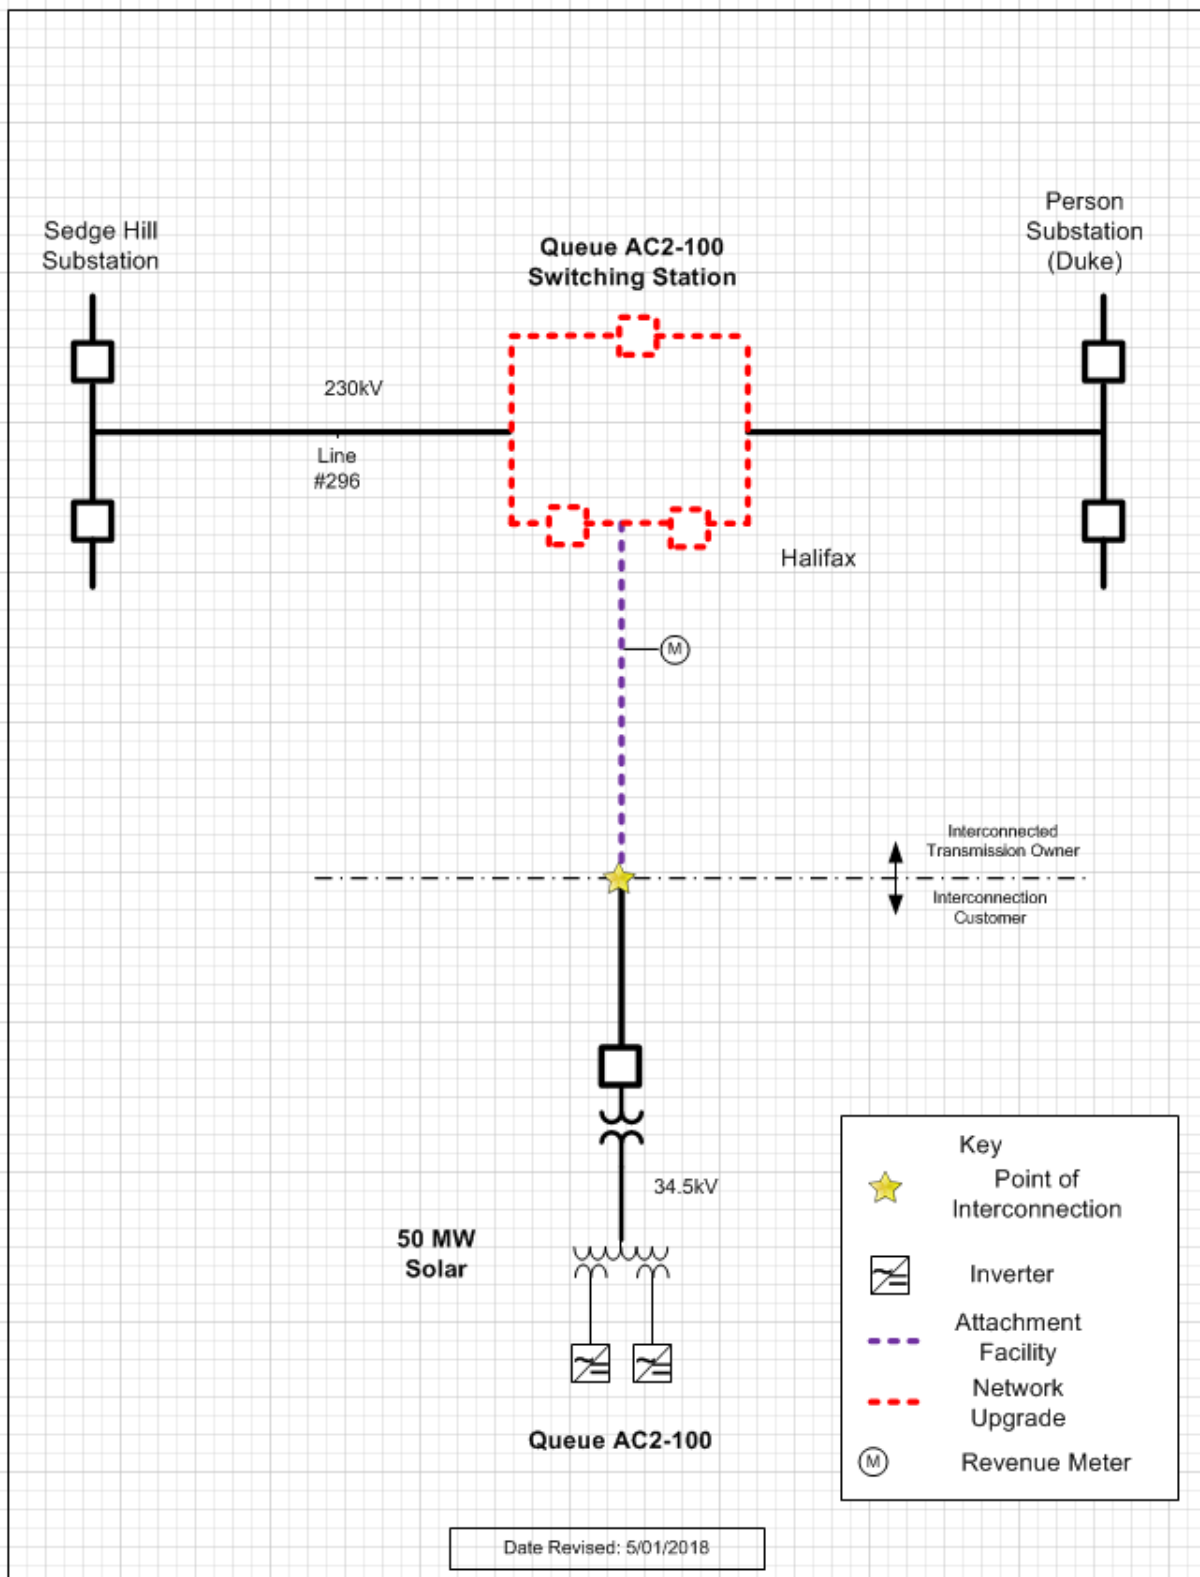 Sedge Hill
Substation
Queue AC2-100
Switching Station
Person
Substation
(Duke)
230kV
Line
#296
Halifax
M
Interconnected
Transmission Owner
Interconnection
Customer
34.5kV
50 MW
Solar
Queue AC2-100
Key
Point of
Interconnection
Inverter
Attachment
Facility
Network
Upgrade
M
Revenue Meter
Date Revised: 5/01/2018